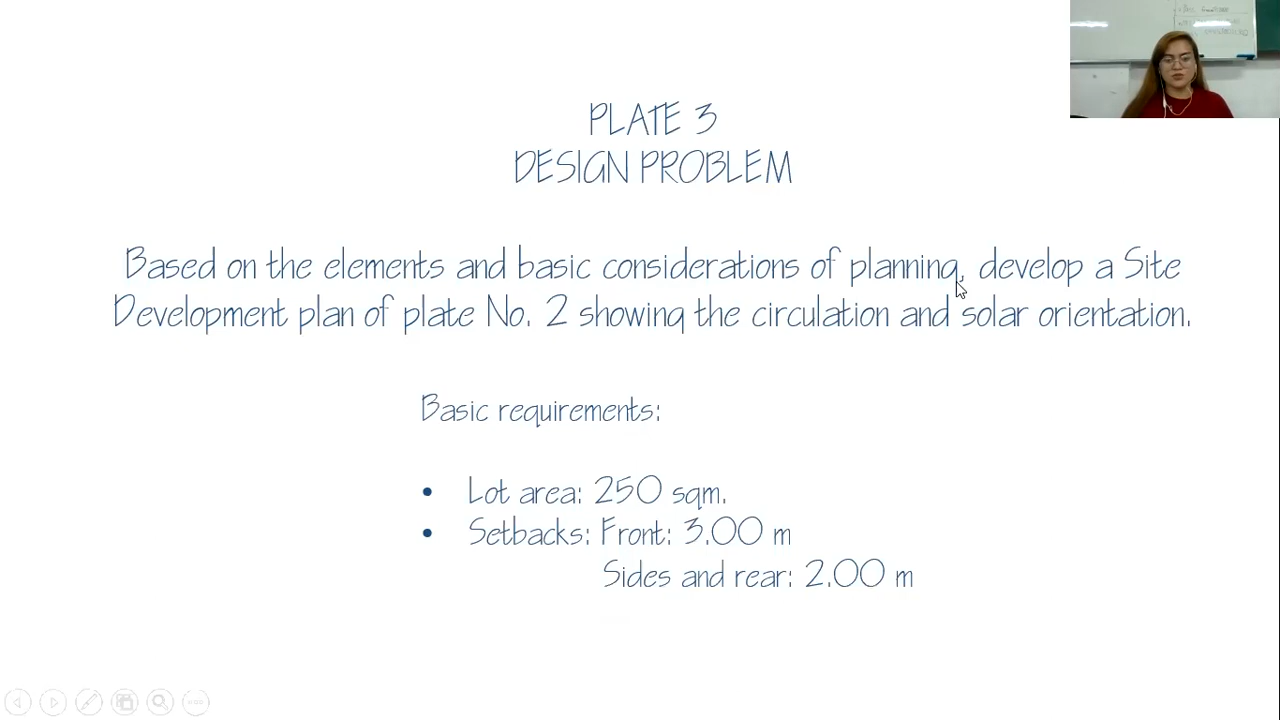 PLATE 3
DESIGN PROBLEM
Based on the elements and basic considerations of planning, develop a Site
Development plan of plate No. 2 showing the circulation and solar orientation.
Basic requirements:
• Lot area: 250 sqm.
• Setbacks: Front: 3.00 m
Sides and rear: 2.00 m